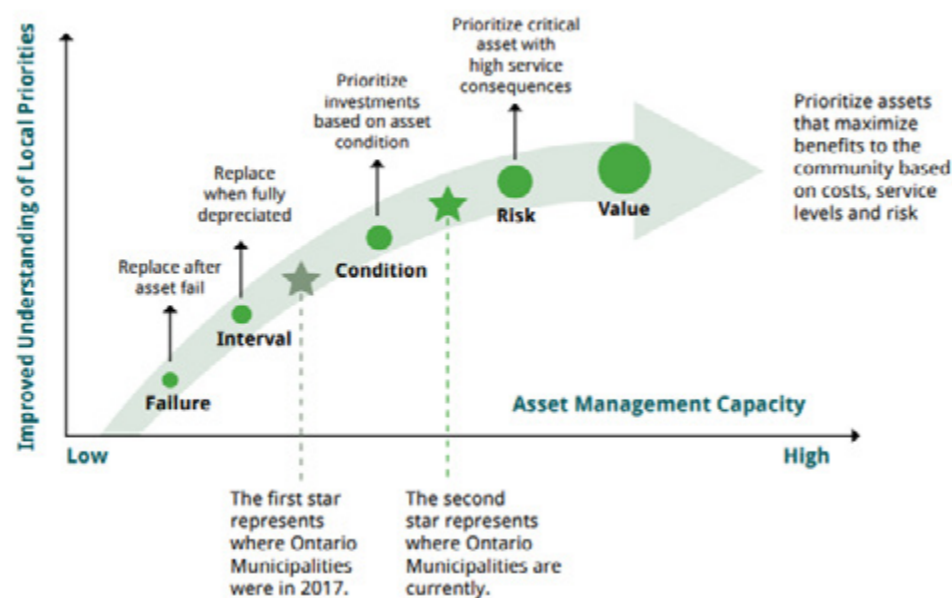 Improved Understanding of Local Priorities
Prioritize critical
asset with
high service
consequences
Prioritize
investments
based on asset
condition
Replace
when fully
depreciated
Replace after
asset fail
Prioritize assets
that maximize
benefits to the
community based
on costs, service
levels and risk
Failure
Interval
Condition
Risk
Value
Asset Management Capacity
Low
High
The first star
represents
where Ontario
Municipalities
were in 2017.
The second
star represents
where Ontario
Municipalities are
currently.